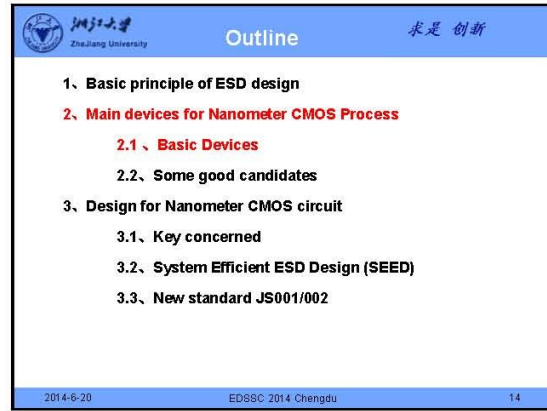 浙江大学
ZheJiang University
Outline
求是 创新
1、Basic principle of ESD design
2、Main devices for Nanometer CMOS Process
2.1 、Basic Devices
2.2、Some good candidates
3、Design for Nanometer CMOS circuit
3.1、Key concerned
3.2、System Efficient ESD Design (SEED)
3.3、New standard JS001/002
2014-6-20
EDSSC 2014 Chengdu
14